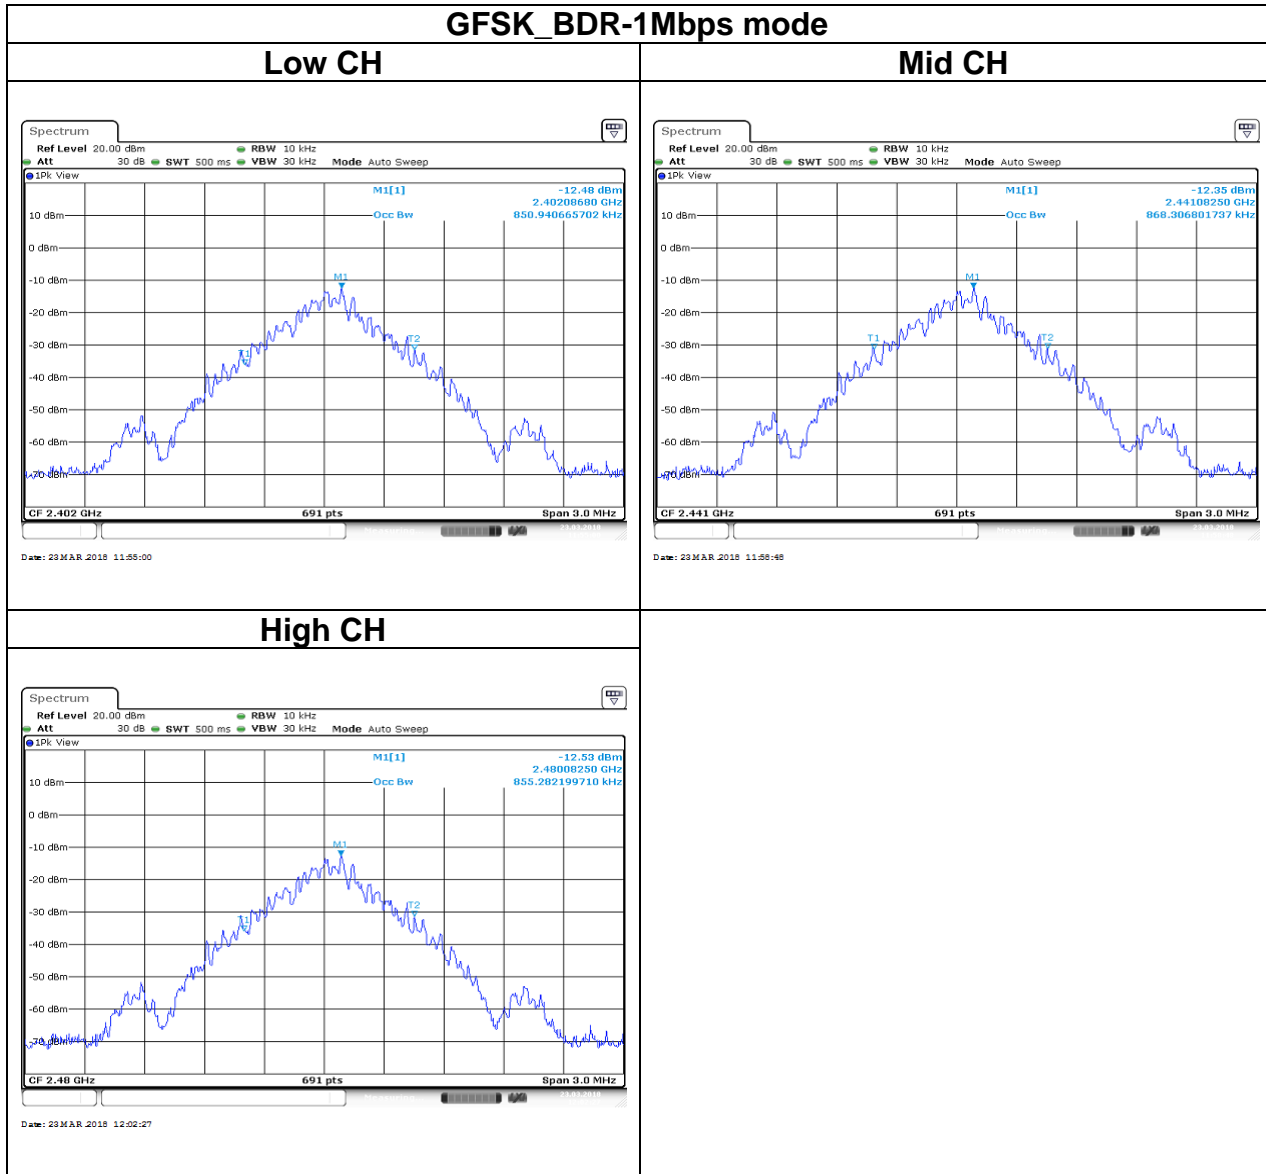 GFSK_BDR-1Mbps mode
Low CH
Mid CH
Spectrum
Ref Level 20.00 dBm RBW 10 kHz
Att 30 dB SWT 500 ms VBW 30 kHz Mode Auto Sweep
1Pk View
M1[1] -12.48 dBm
2.40208680 GHz
10 dBm Occ Bw 850.940665702 kHz
0 dBm
M1
-10 dBm
-20 dBm
T1 T2
-30 dBm
-40 dBm
-50 dBm
-60 dBm
-70 dBm
CF 2.402 GHz 691 pts Span 3.0 MHz
Date: 23.MAR.2018 11:55:00
Spectrum
Ref Level 20.00 dBm RBW 10 kHz
Att 30 dB SWT 500 ms VBW 30 kHz Mode Auto Sweep
1Pk View
M1[1] -12.35 dBm
2.44108250 GHz
10 dBm Occ Bw 868.306801737 kHz
0 dBm
M1
-10 dBm
-20 dBm
T1 T2
-30 dBm
-40 dBm
-50 dBm
-60 dBm
-70 dBm
CF 2.441 GHz 691 pts Span 3.0 MHz
Date: 23.MAR.2018 11:58:48
High CH
Spectrum
Ref Level 20.00 dBm RBW 10 kHz
Att 30 dB SWT 500 ms VBW 30 kHz Mode Auto Sweep
1Pk View
M1[1] -12.53 dBm
2.48008250 GHz
10 dBm Occ Bw 855.282199710 kHz
0 dBm
M1
-10 dBm
-20 dBm
T1 T2
-30 dBm
-40 dBm
-50 dBm
-60 dBm
-70 dBm
CF 2.48 GHz 691 pts Span 3.0 MHz
Measuring 23.03.2018
Date: 23.MAR.2018 12:02:27